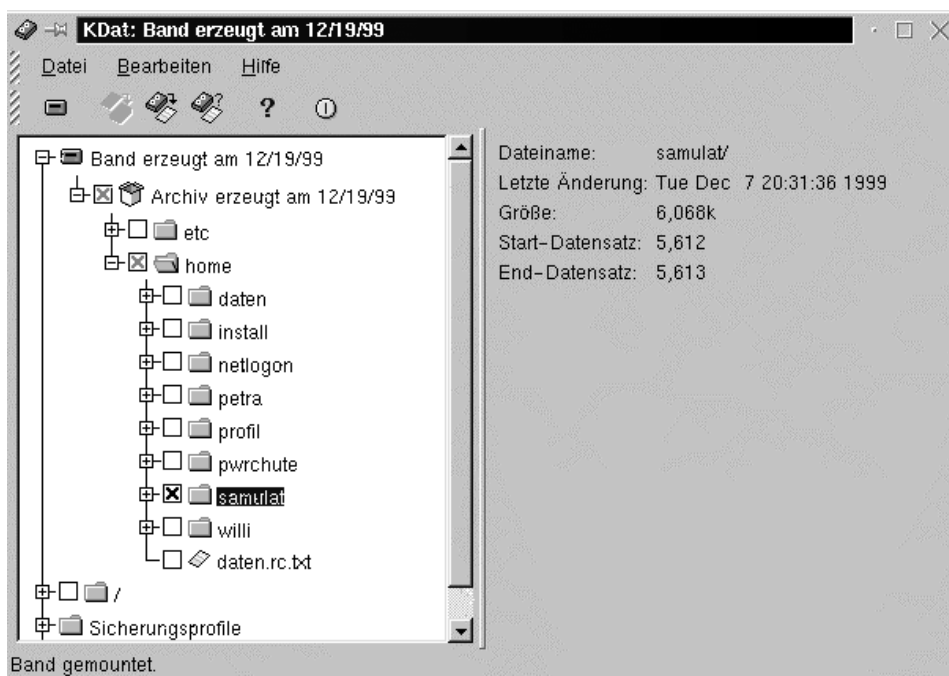 KDat: Band erzeugt am 12/19/99
Datei Bearbeiten Hilfe
Band erzeugt am 12/19/99
Archiv erzeugt am 12/19/99
etc
home
daten
install
netlogon
petra
profil
pwrchute
samulat
willi
daten.rc.txt
/
Sicherungsprofile
Dateiname: samulat/
Letzte Änderung: Tue Dec 7 20:31:36 1999
Größe: 6,068k
Start-Datensatz: 5,612
End-Datensatz: 5,613
Band gemountet.